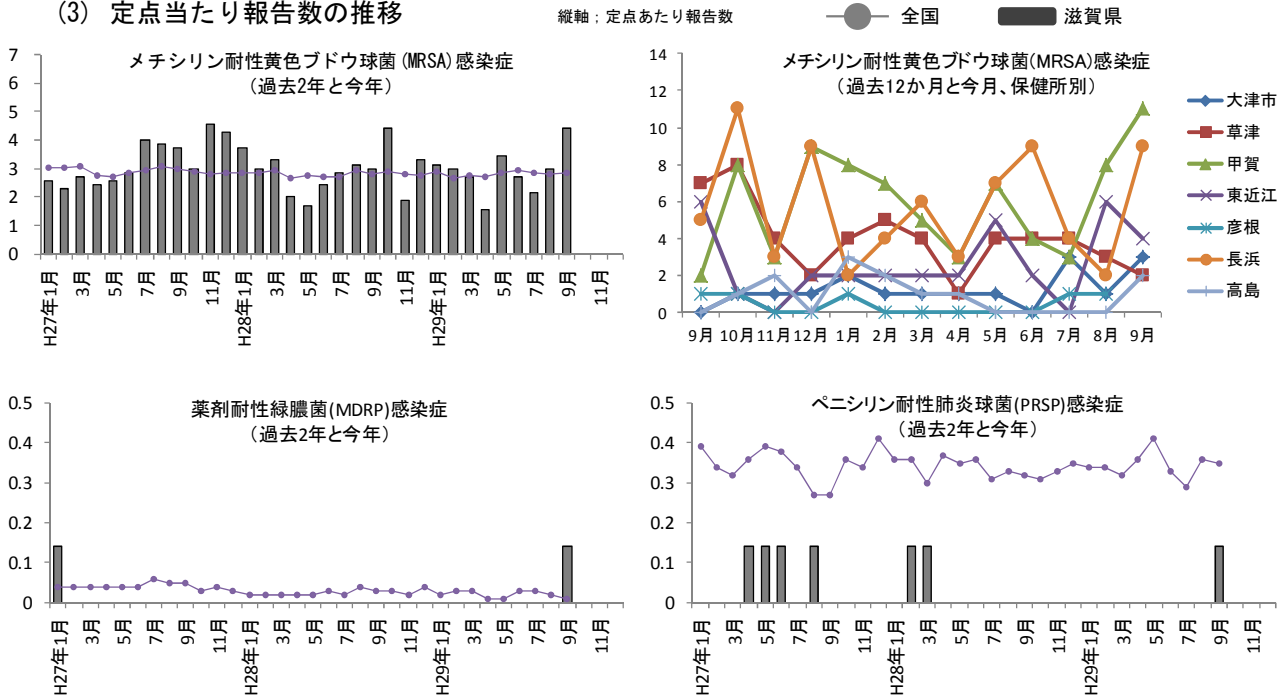 (3) 定点当たり報告数の推移
縦軸；定点あたり報告数
全国
滋賀県
メチシリン耐性黄色ブドウ球菌(MRSA)感染症
(過去2年と今年)
7
6
5
4
3
2
1
0
H27年1月
3月
5月
7月
9月
11月
H28年1月
3月
5月
7月
9月
11月
H29年1月
3月
5月
7月
9月
11月
メチシリン耐性黄色ブドウ球菌(MRSA)感染症
(過去12か月と今月、保健所別)
14
12
10
8
6
4
2
0
9月 10月 11月 12月 1月 2月 3月 4月 5月 6月 7月 8月 9月
大津市
草津
甲賀
東近江
彦根
長浜
高島
薬剤耐性緑膿菌(MDRP)感染症
(過去2年と今年)
0.5
0.4
0.3
0.2
0.1
0
H27年1月
3月
5月
7月
9月
11月
H28年1月
3月
5月
7月
9月
11月
H29年1月
3月
5月
7月
9月
11月
ペニシリン耐性肺炎球菌(PRSP)感染症
(過去2年と今年)
0.5
0.4
0.3
0.2
0.1
0
H27年1月
3月
5月
7月
9月
11月
H28年1月
3月
5月
7月
9月
11月
H29年1月
3月
5月
7月
9月
11月